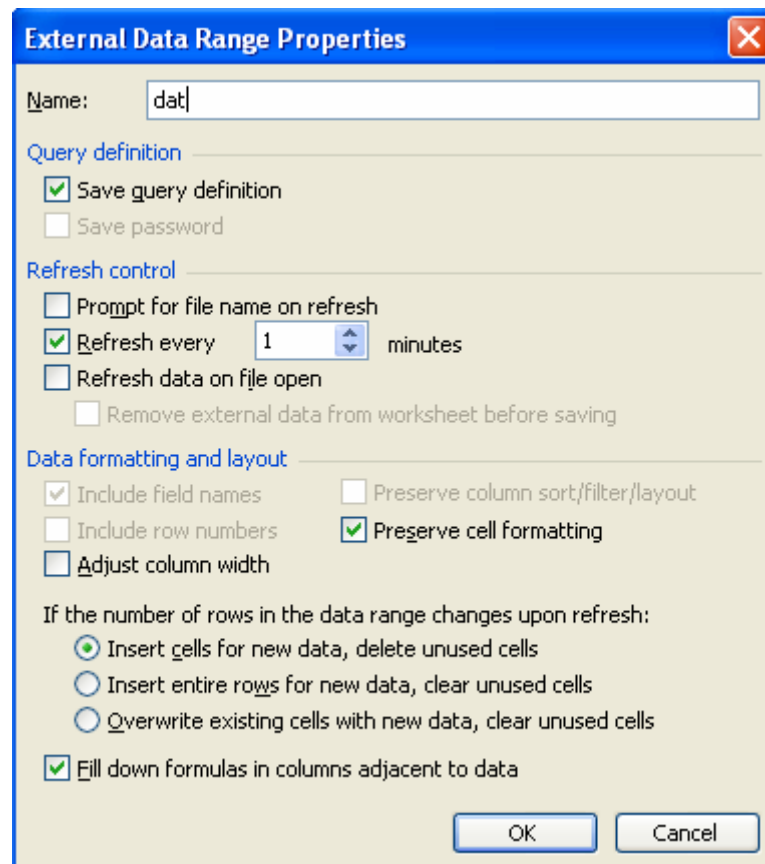 External Data Range Properties
Name: dat
Query definition
Save query definition
Save password
Refresh control
Prompt for file name on refresh
Refresh every 1 minutes
Refresh data on file open
Remove external data from worksheet before saving
Data formatting and layout
Include field names Preserve column sort/filter/layout
Include row numbers Preserve cell formatting
Adjust column width
If the number of rows in the data range changes upon refresh:
Insert cells for new data, delete unused cells
Insert entire rows for new data, clear unused cells
Overwrite existing cells with new data, clear unused cells
Fill down formulas in columns adjacent to data
OK Cancel